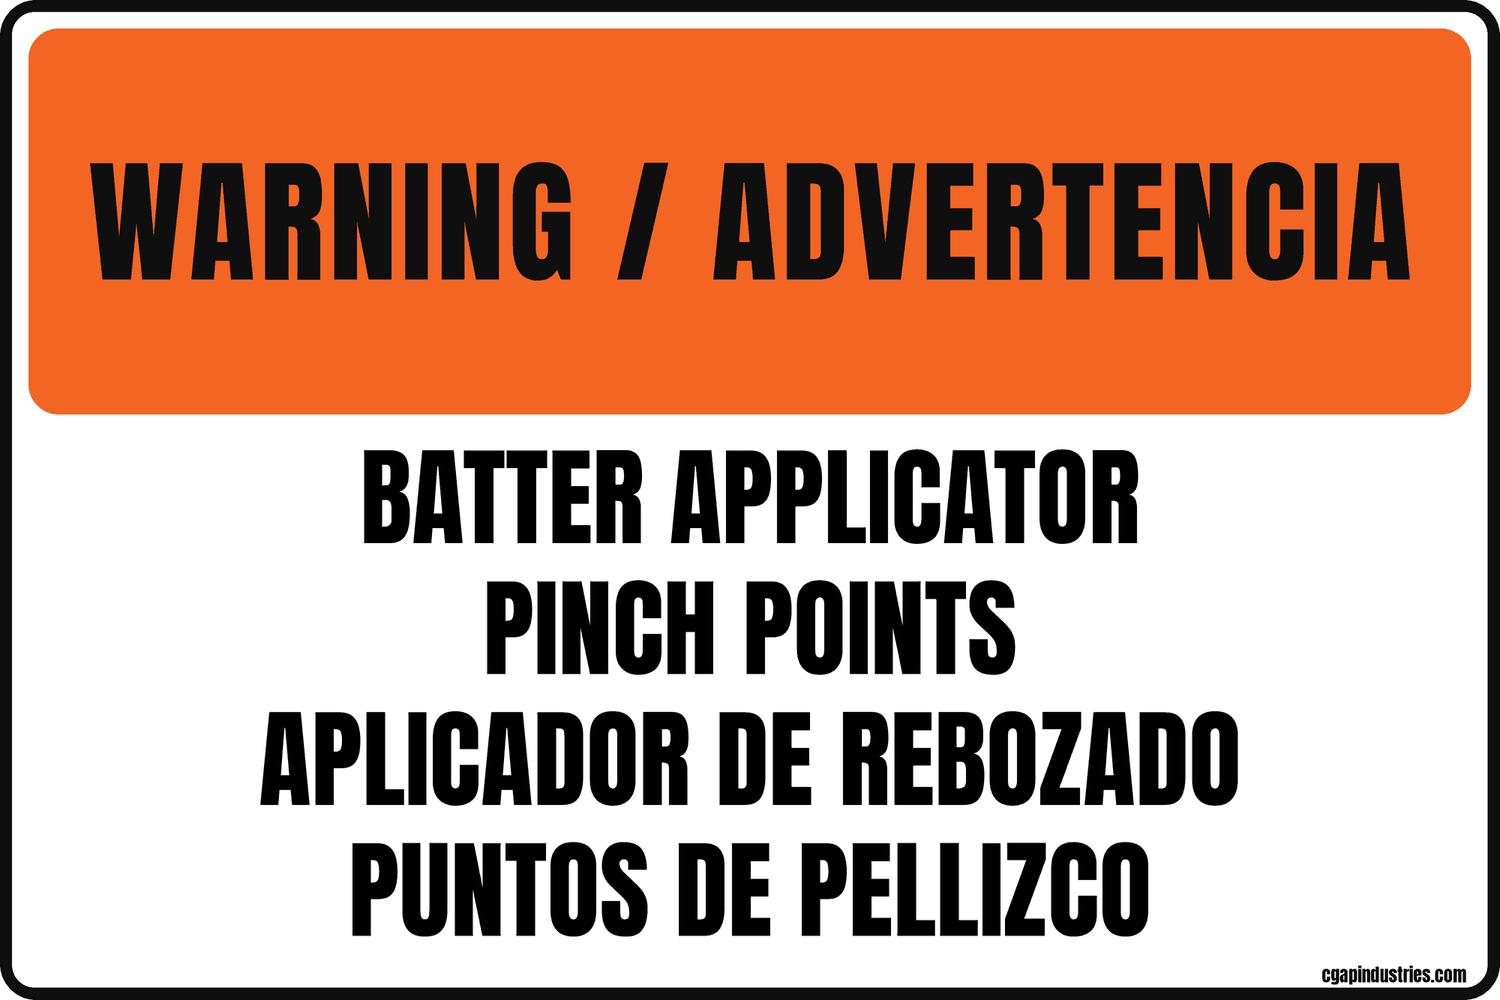 WARNING / ADVERTENCIA
BATTER APPLICATOR
PINCH POINTS
APLICADOR DE REBOZADO
PUNTOS DE PELLIZCO
cgapindustries.com